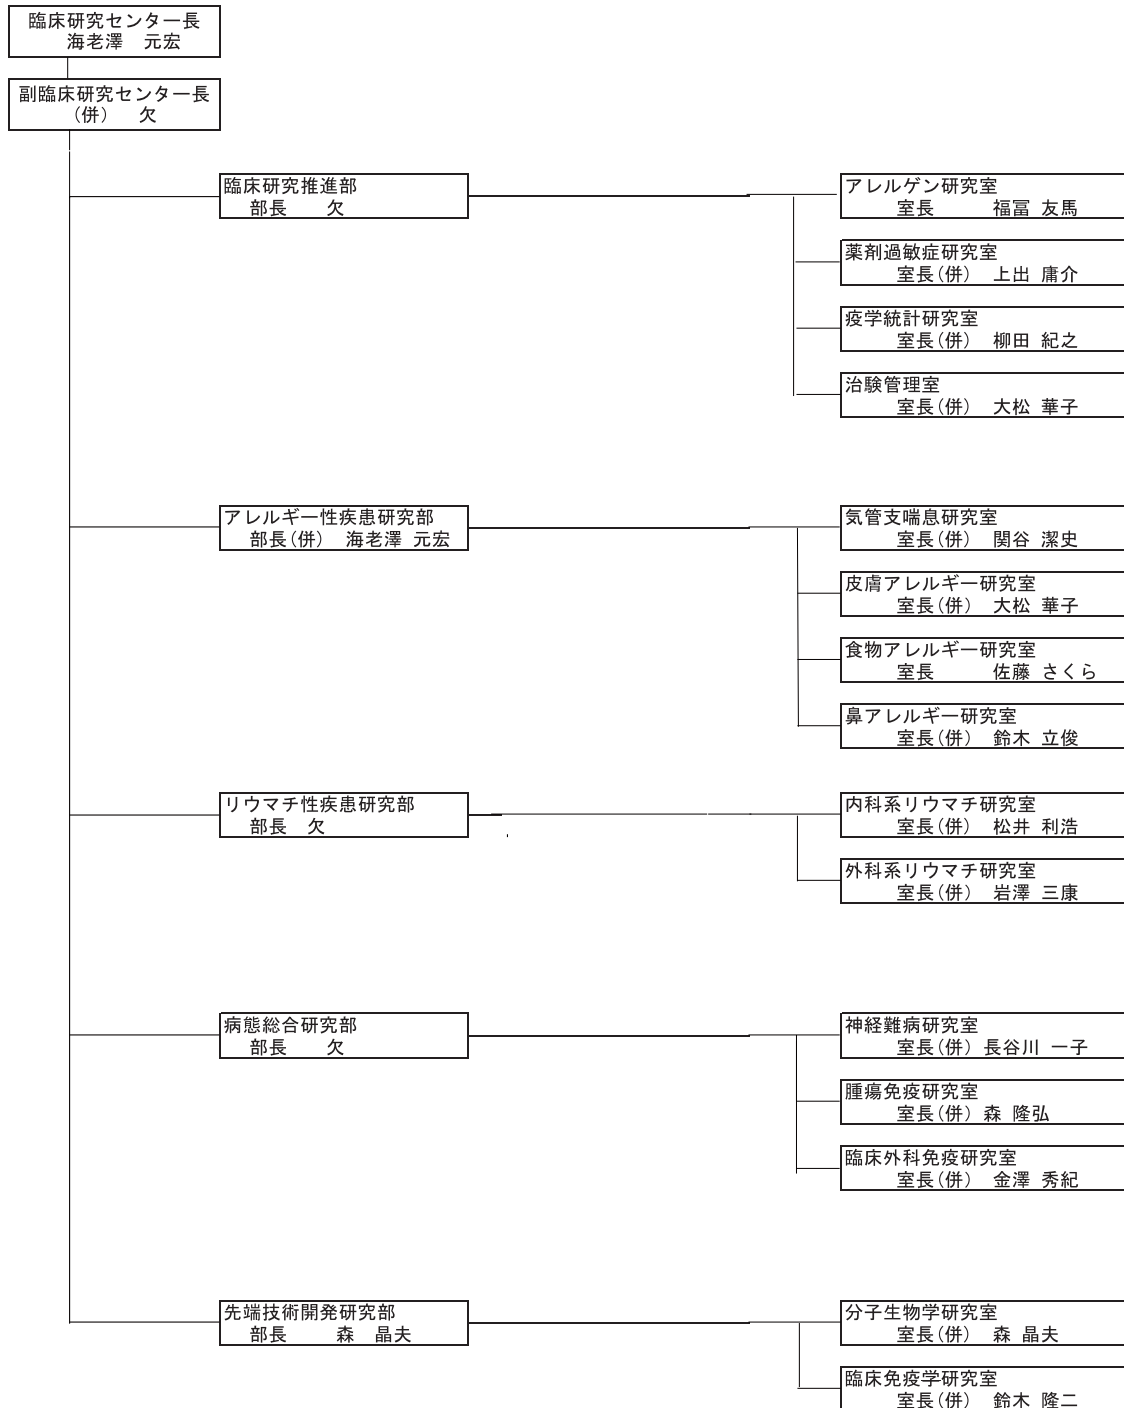 臨床研究センター長
海老澤　元宏
副臨床研究センター長
（併）　欠
臨床研究推進部
部長　　欠
アレルゲン研究室
室長　　　福冨 友馬
薬剤過敏症研究室
室長（併）　上出 庸介
疫学統計研究室
室長（併）　柳田 紀之
治験管理室
室長（併）　大松 華子
アレルギー性疾患研究部
部長（併）　海老澤 元宏
気管支喘息研究室
室長（併）　関谷 潔史
皮膚アレルギー研究室
室長（併）　大松 華子
食物アレルギー研究室
室長　　　佐藤 さくら
鼻アレルギー研究室
室長（併）　鈴木 立俊
リウマチ性疾患研究部
部長　欠
内科系リウマチ研究室
室長（併）　松井 利浩
外科系リウマチ研究室
室長（併）　岩澤 三康
病態総合研究部
部長　　欠
神経難病研究室
室長（併） 長谷川 一子
腫瘍免疫研究室
室長（併） 森 隆弘
臨床外科免疫研究室
室長（併）　金澤 秀紀
先端技術開発研究部
部長　　森　晶夫
分子生物学研究室
室長（併）　森 晶夫
臨床免疫学研究室
室長（併）　鈴木 隆二